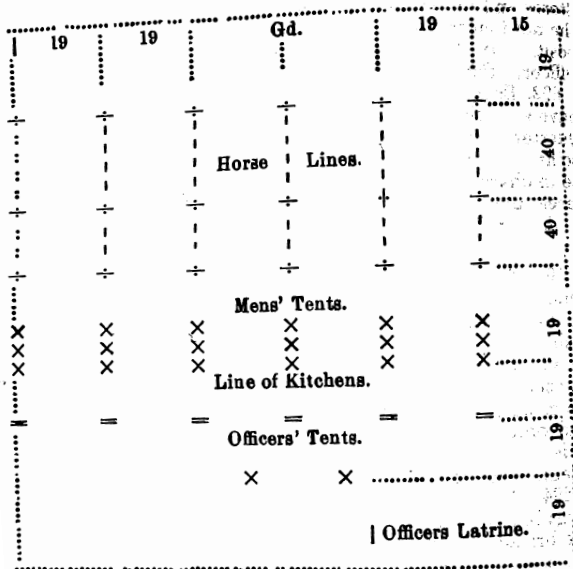 Gd.
19 19 19 15
19
Horse Lines.
40
40
Mens' Tents.
19
Line of Kitchens.
Officers' Tents.
19
19
Officers Latrine.